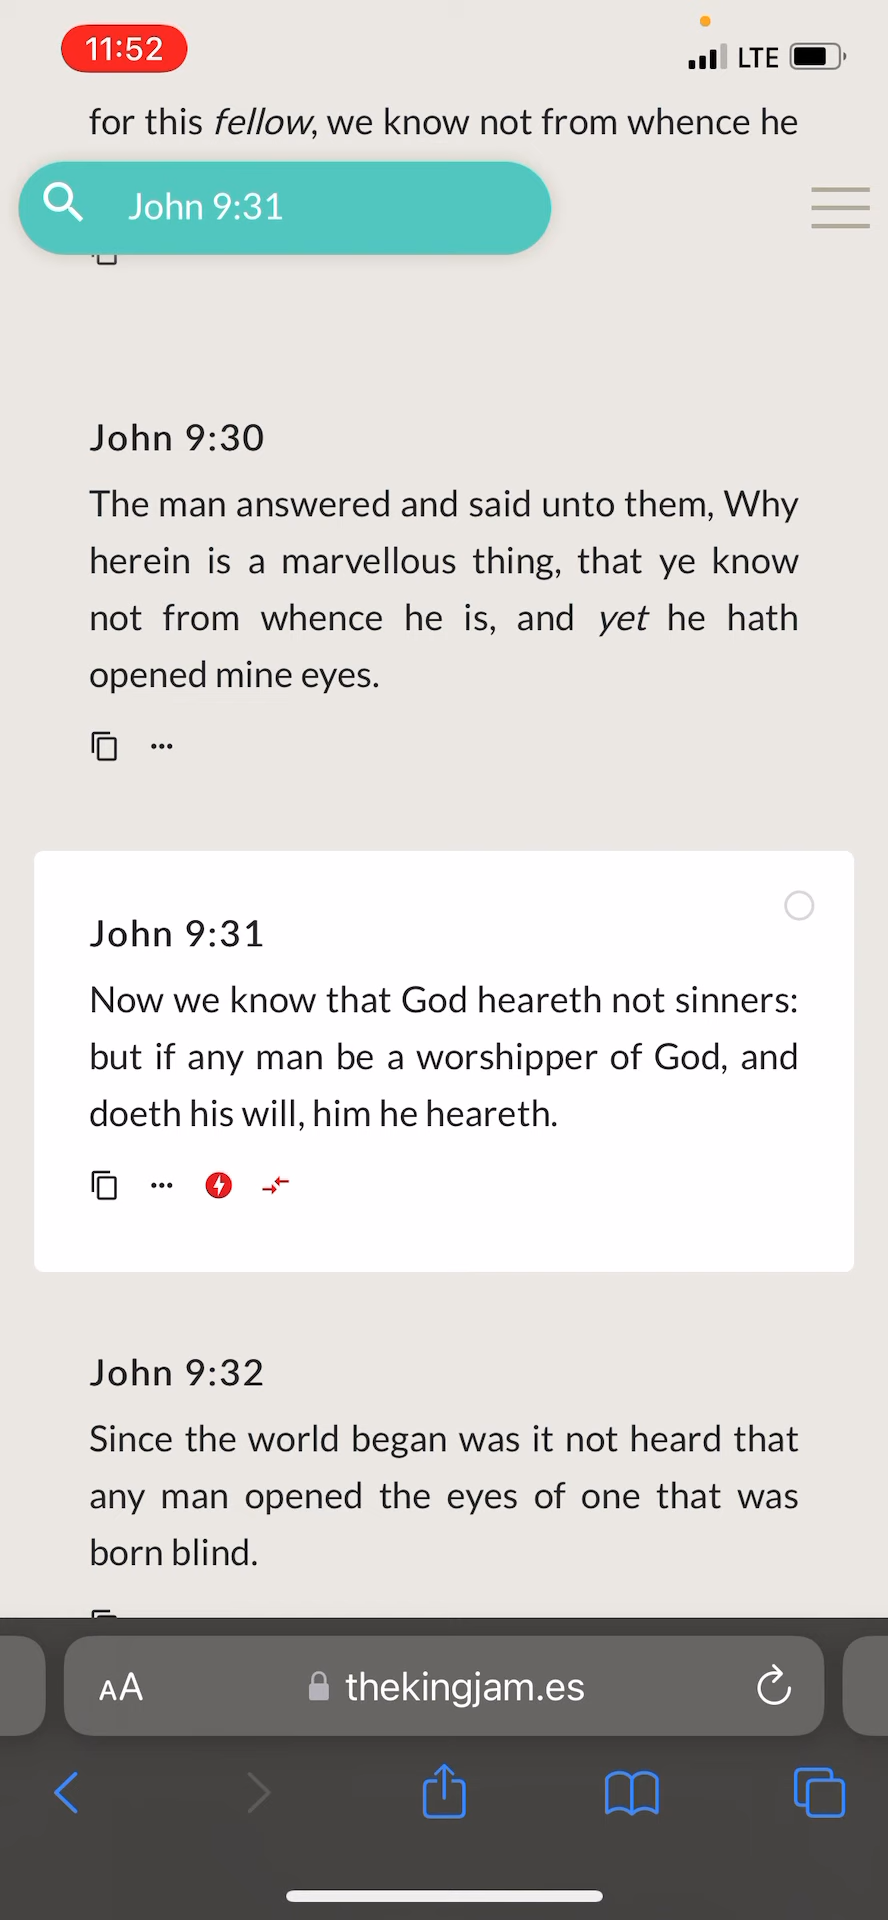 11:52
LTE
for this fellow, we know not from whence he
John 9:31
John 9:30
The man answered and said unto them, Why
herein is a marvellous thing, that ye know
not from whence he is, and yet he hath
opened mine eyes.
John 9:31
Now we know that God heareth not sinners:
but if any man be a worshipper of God, and
doeth his will, him he heareth.
John 9:32
Since the world began was it not heard that
any man opened the eyes of one that was
born blind.
AA
thekingjam.es